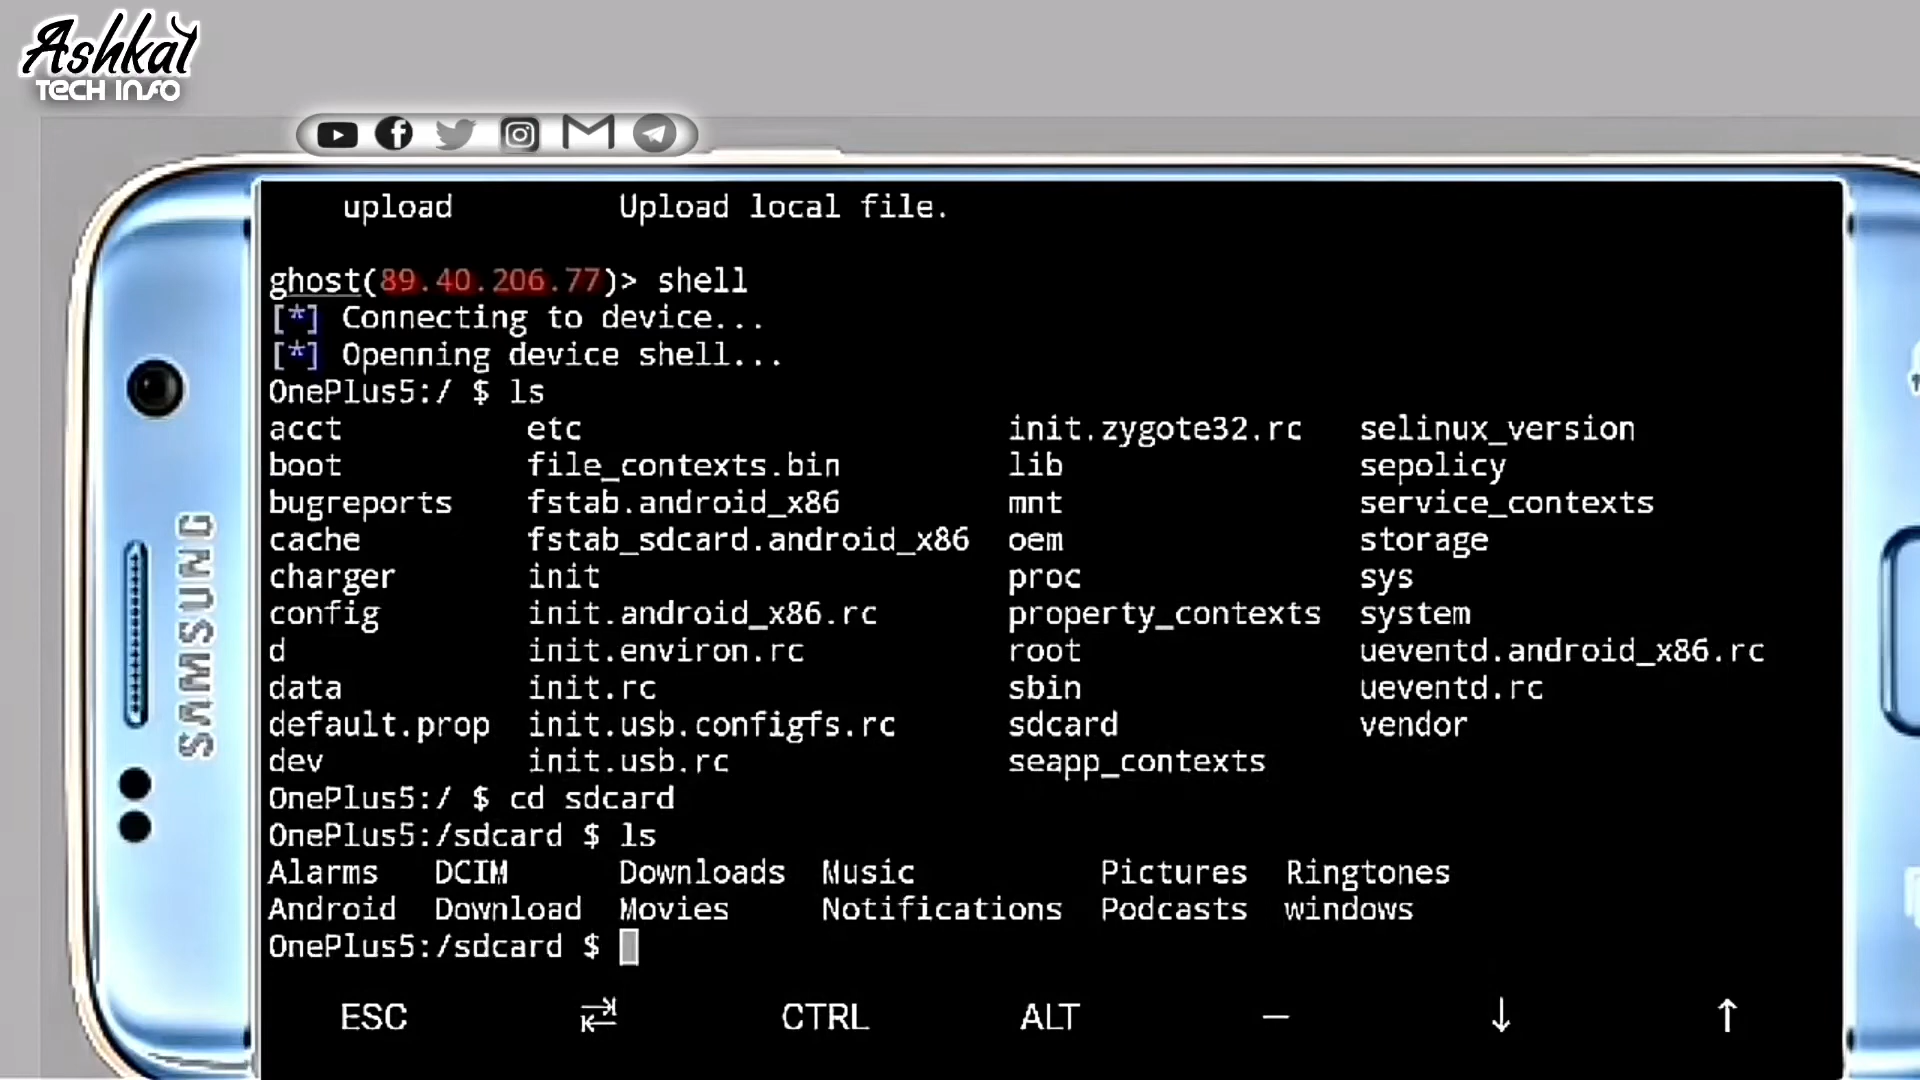 Ashkal
TECH INFO
upload Upload local file.
ghost(89.40.206.77)> shell
[*] Connecting to device...
[*] Openning device shell...
OnePlus5:/ $ ls
acct etc init.zygote32.rc selinux_version
boot file_contexts.bin lib sepolicy
bugreports fstab.android_x86 mnt service_contexts
cache fstab_sdcard.android_x86 oem storage
charger init proc sys
config init.android_x86.rc property_contexts system
d init.environ.rc root ueventd.android_x86.rc
data init.rc sbin ueventd.rc
default.prop init.usb.configfs.rc sdcard vendor
dev init.usb.rc seapp_contexts
OnePlus5:/ $ cd sdcard
OnePlus5:/sdcard $ ls
Alarms DCIM Downloads Music Pictures Ringtones
Android Download Movies Notifications Podcasts windows
OnePlus5:/sdcard $
ESC CTRL ALT — ↓ ↑
SAMSUNG